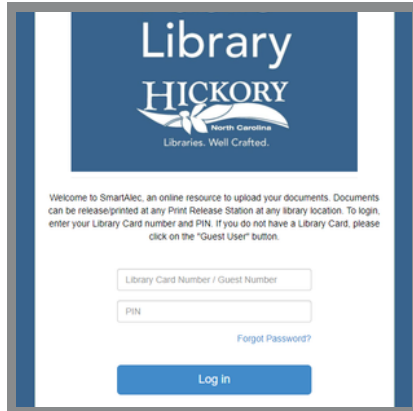 Library
HICKORY
North Carolina
Libraries. Well Crafted.
Welcome to SmartAlec, an online resource to upload your documents. Documents
can be release/printed at any Print Release Station at any library location. To login,
enter your Library Card number and PIN. If you do not have a Library Card, please
click on the "Guest User" button.
Library Card Number / Guest Number
PIN
Forgot Password?
Log in